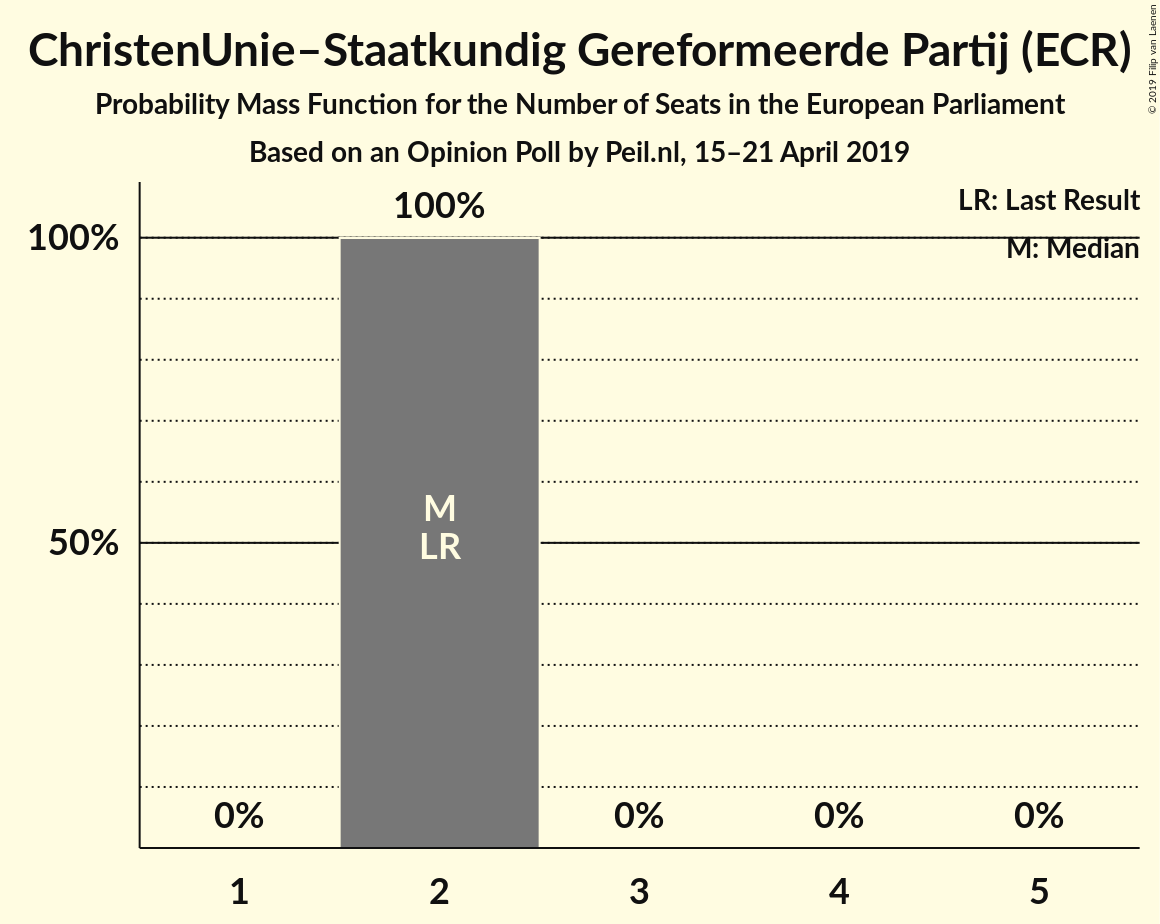 ChristenUnie–Staatkundig Gereformeerde Partij (ECR)
Probability Mass Function for the Number of Seats in the European Parliament
Based on an Opinion Poll by Peil.nl, 15–21 April 2019
© 2019 Filip van Laenen
LR: Last Result
M: Median
100%
100%
50%
M
LR
0%
0%
0%
0%
1
2
3
4
5